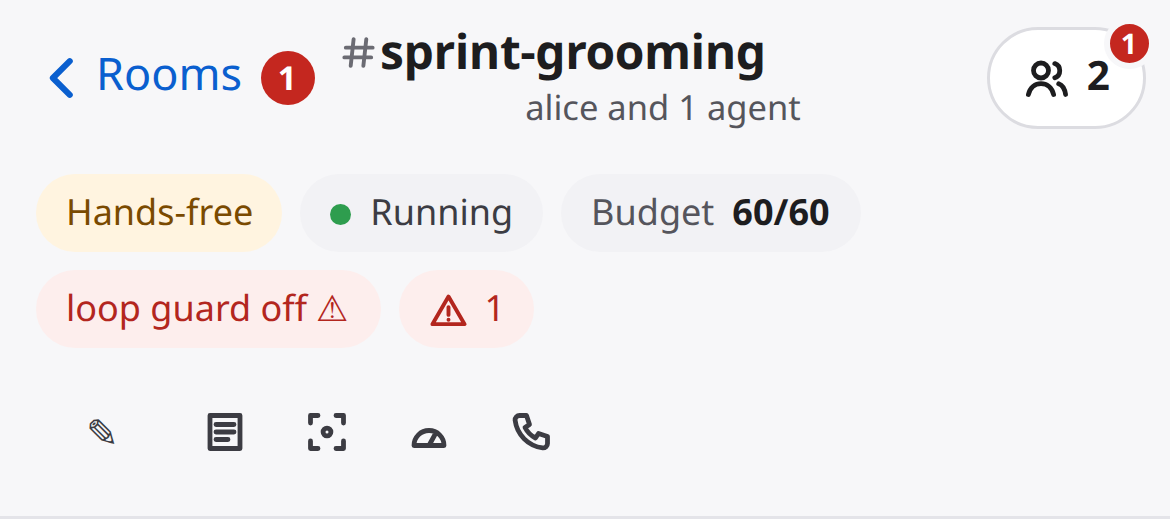 Rooms 1 #sprint-grooming 2 1
alice and 1 agent
Hands-free Running Budget 60/60
loop guard off ⚠ 1